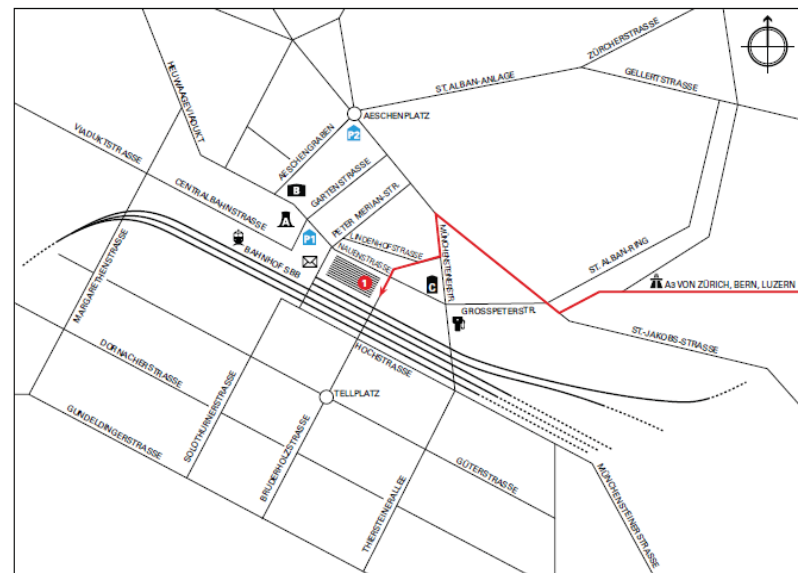 ZÜRCHERSTRASSE
ST.ALBAN-ANLAGE
GELLERTSTRASSE
HEUWAAGEVIADUKT
AESCHENPLATZ
P2
VIADUKTSTRASSE
AESCHENGRABEN
B
GARTENSTRASSE
CENTRALBAHNSTRASSE
A
PETER MERIAN-STR.
P1
LINDENHOFSTRASSE
MÜNCHENSTEINERSTR.
NAUENSTRASSE
BAHNHOF SBB
ST.ALBAN-RING
1
C
A3 VON ZÜRICH, BERN, LUZERN
MARGARETHENSTRASSE
GROSSPETERSTR.
ST.-JAKOBS-STRASSE
HOCHSTRASSE
DORNACHERSTRASSE
SOLOTHURNERSTRASSE
TELLPLATZ
GUNDELDINGERSTRASSE
BRUDERHOLZSTRASSE
GÜTERSTRASSE
THIERSTEINERALLEE
MÜNCHENSTEINERSTRASSE